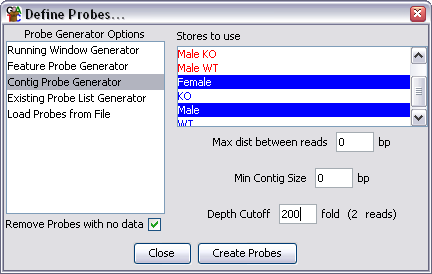 Define Probes...
Probe Generator Options
Running Window Generator
Feature Probe Generator
Contig Probe Generator
Existing Probe List Generator
Load Probes from File
Remove Probes with no data
Stores to use
Male KO
Male WT
Female
KO
Male
WT
Max dist between reads 0 bp
Min Contig Size 0 bp
Depth Cutoff 200 fold (2 reads)
Close Create Probes